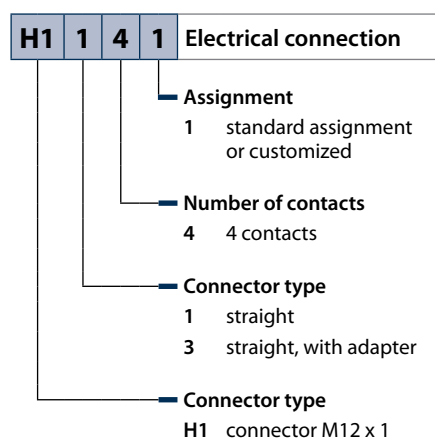 H1 1 4 1 Electrical connection
Assignment
1 standard assignment
or customized
Number of contacts
4 4 contacts
Connector type
1 straight
3 straight, with adapter
Connector type
H1 connector M12 x 1